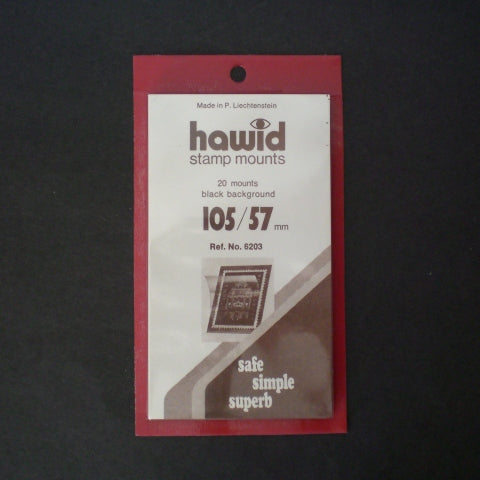 Made in P. Liechtenstein
hawid
stamp mounts
20 mounts
black background
105/57 mm
Ref. No. 6203
safe
simple
superb